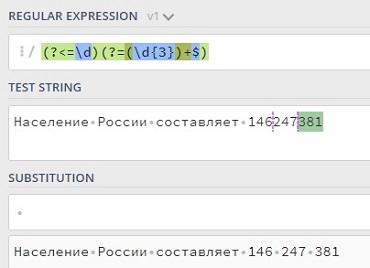 REGULAR EXPRESSION v1
/ (?<=\d)(?=(\d{3})+$)
TEST STRING
Население·России·составляет·146247381
SUBSTITUTION
·
Население·России·составляет·146·247·381